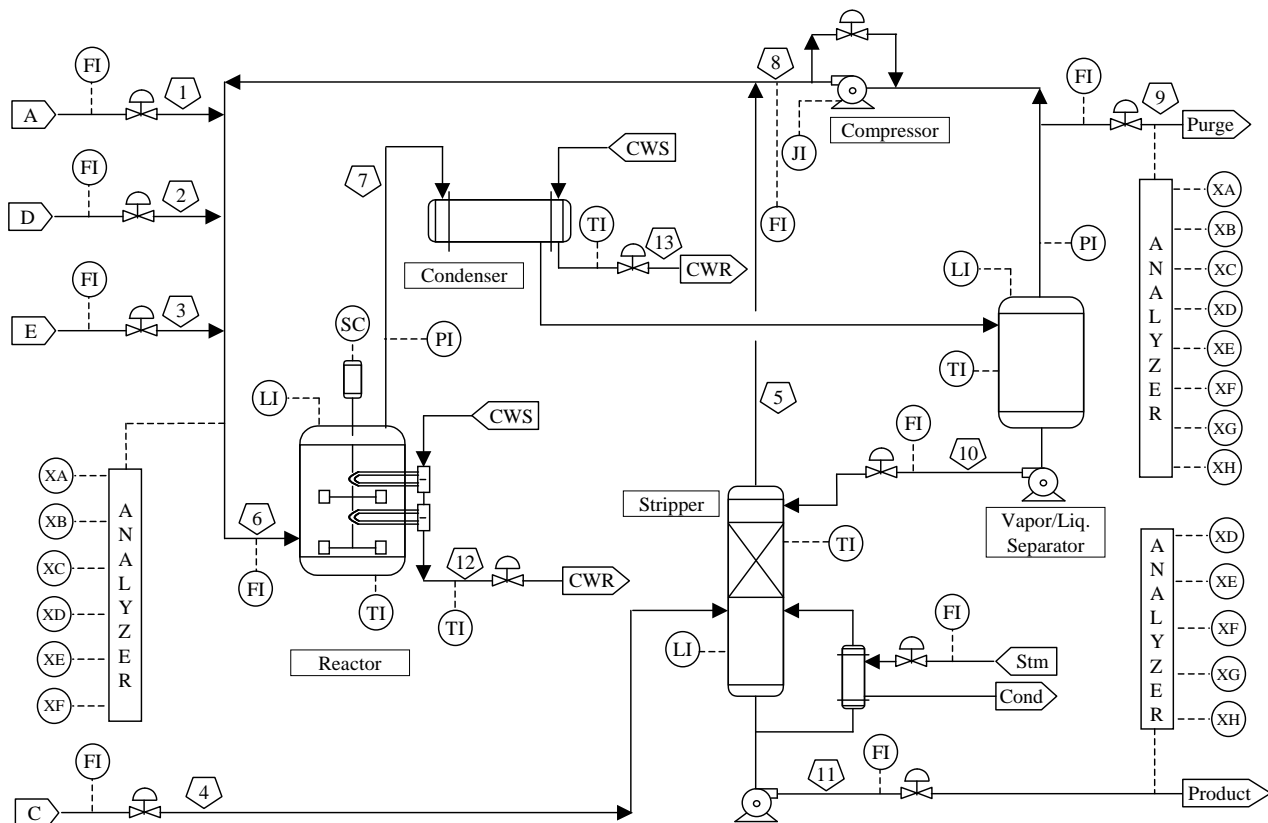 8
FI
FI
1
9
A
Purge
Compressor
FI
CWS
JI
2
7
XA
D
FI
TI
XB
PI
13
FI
XC
CWR
LI
Condenser
3
XD
E
SC
PI
XE
TI
5
XF
LI
CWS
FI
XG
10
XH
XA
ANALYZER
ANALYZER
Stripper
XB
6
Vapor/Liq.
Separator
XD
TI
XC
12
CWR
XE
FI
TI
TI
XD
FI
XF
LI
XE
Reactor
Stm
XG
Cond
XF
XH
ANALYZER
FI
4
11
FI
C
Product